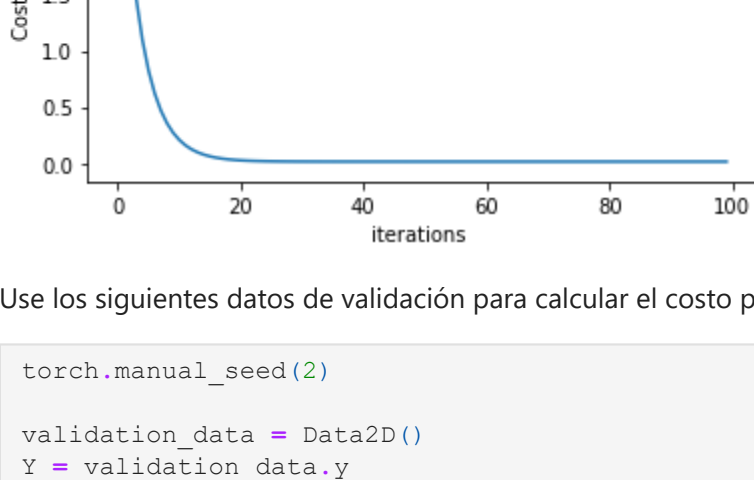 Cost
1.0
0.5
0.0
0 20 40 60 80 100
iterations
Use los siguientes datos de validación para calcular el costo
torch.manual_seed(2)
validation_data = Data2D()
Y = validation_data.y